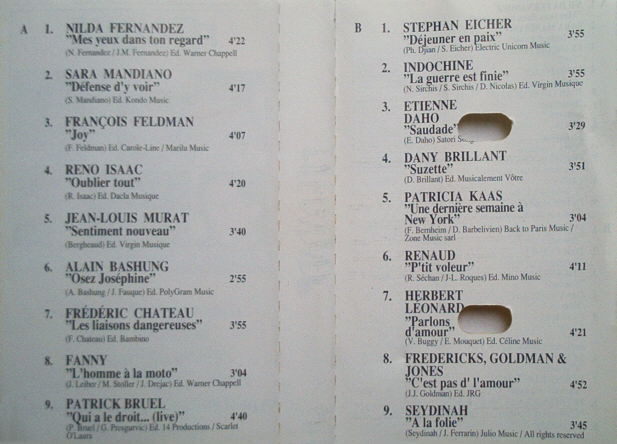 A
1. NILDA FERNANDEZ
"Mes yeux dans ton regard" 4'22
(N. Fernandez / J.M. Fernandez) Ed. Warner Chappell
2. SARA MANDIANO
"Défense d'y voir" 4'17
(S. Mandiano) Ed. Kondo Music
3. FRANÇOIS FELDMAN
"Joy" 4'07
(F. Feldman) Ed. Carole-Line / Marilu Music
4. RENO ISAAC
"Oublier tout" 4'20
(R. Isaac) Ed. Dacla Musique
5. JEAN-LOUIS MURAT
"Sentiment nouveau" 3'40
(Bergheaud) Ed. Virgin Musique
6. ALAIN BASHUNG
"Osez Joséphine" 2'55
(A. Bashung / J. Fauque) Ed. PolyGram Music
7. FRÉDÉRIC CHATEAU
"Les liaisons dangereuses" 3'55
(F. Chateau) Ed. Bambino
8. FANNY
"L'homme à la moto" 3'04
(J. Leiber / M. Stoller / J. Drejac) Ed. Warner Chappell
9. PATRICK BRUEL
"Qui a le droit... (live)" 4'40
(P. Bruel / G. Presgurvic) Ed. 14 Productions / Scarlet
O'Laura
B
1. STEPHAN EICHER
"Déjeuner en paix" 3'55
(Ph. Djian / S. Eicher) Electric Unicorn Music
2. INDOCHINE
"La guerre est finie" 3'55
(N. Sirchis / S. Sirchis / D. Nicolas) Ed. Virgin Musique
3. ETIENNE
DAHO
"Saudade" 3'29
(E. Daho) Satori
4. DANY BRILLANT
"Suzette" 3'51
(D. Brillant) Ed. Musicalement Vôtre
5. PATRICIA KAAS
"Une dernière semaine à
New York" 3'04
(F. Bernheim / D. Barbelivien) Back to Paris Music /
Zone Music sarl
6. RENAUD
"P'tit voleur" 4'11
(R. Séchan / J-L. Roques) Ed. Mino Music
7. HERBERT
LÉONARD
"Parlons
d'amour" 4'21
(V. Buggy / E. Mouquet) Ed. Céline Music
8. FREDERICKS, GOLDMAN &
JONES
"C'est pas d' l'amour" 4'52
(J.J. Goldman) Ed. JRG
9. SEYDINAH
"A la folie" 3'45
(Seydinah / J. Ferrari) Julio Music / All rights reserved